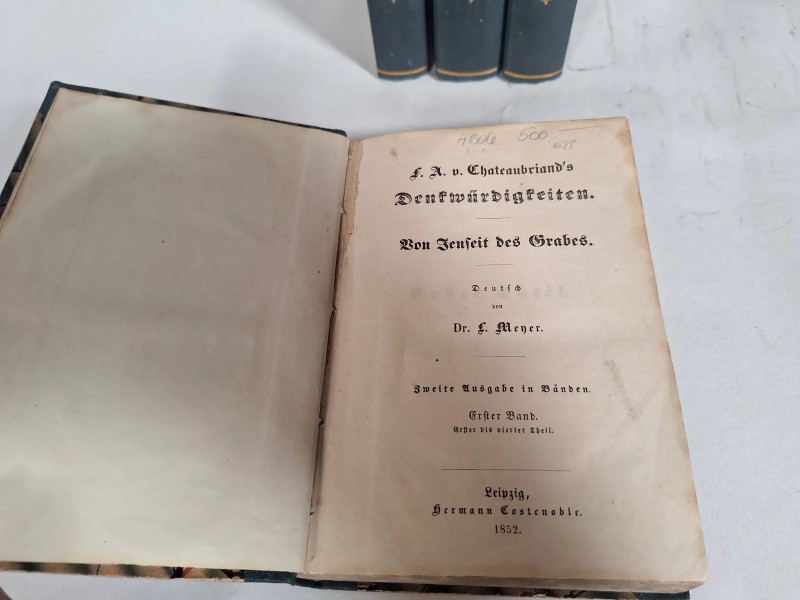 4806 500
F. A. v. Chateaubriand's
Denkwürdigkeiten.
Von Jenseit des Grabes.
Deutsch
von
Dr. L. Meyer.
Zweite Ausgabe in Bänden.
Erster Band.
Erster bis vierter Theil.
Leipzig,
Hermann Costenoble.
1852.